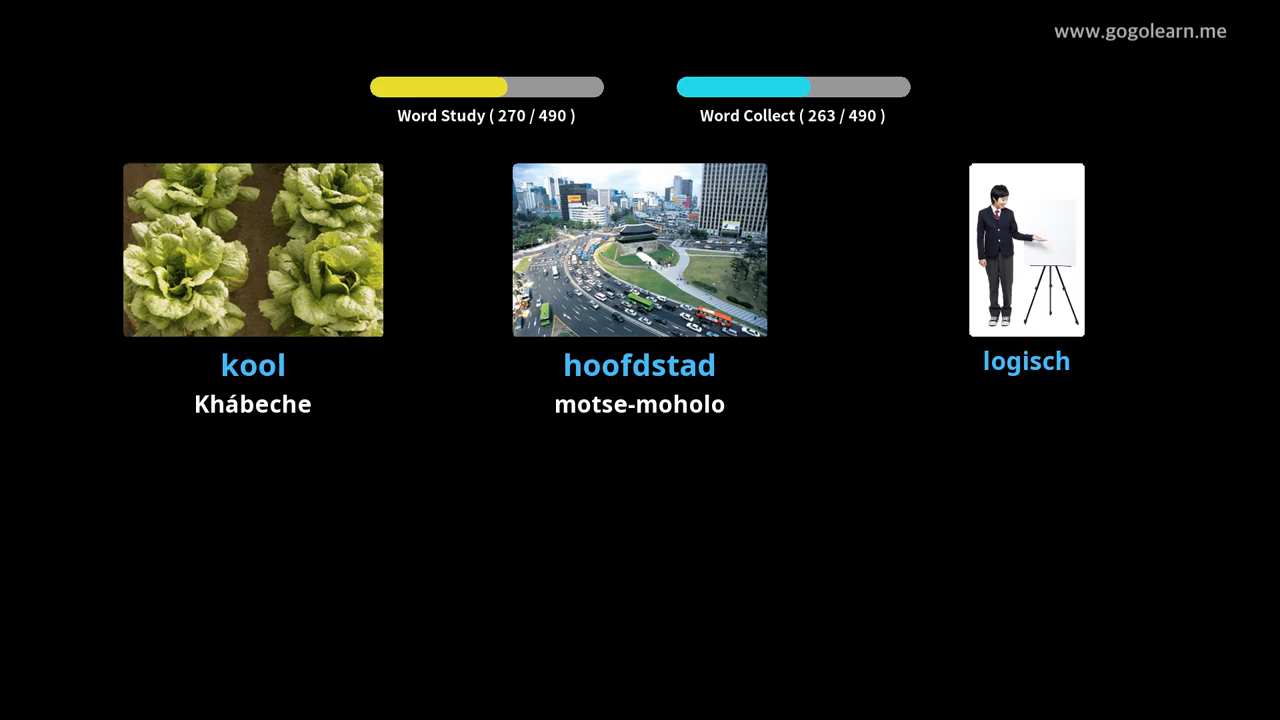 www.gogolearn.me
Word Study ( 270 / 490 )
Word Collect ( 263 / 490 )
kool
Khábeche
hoofdstad
motse-moholo
logisch